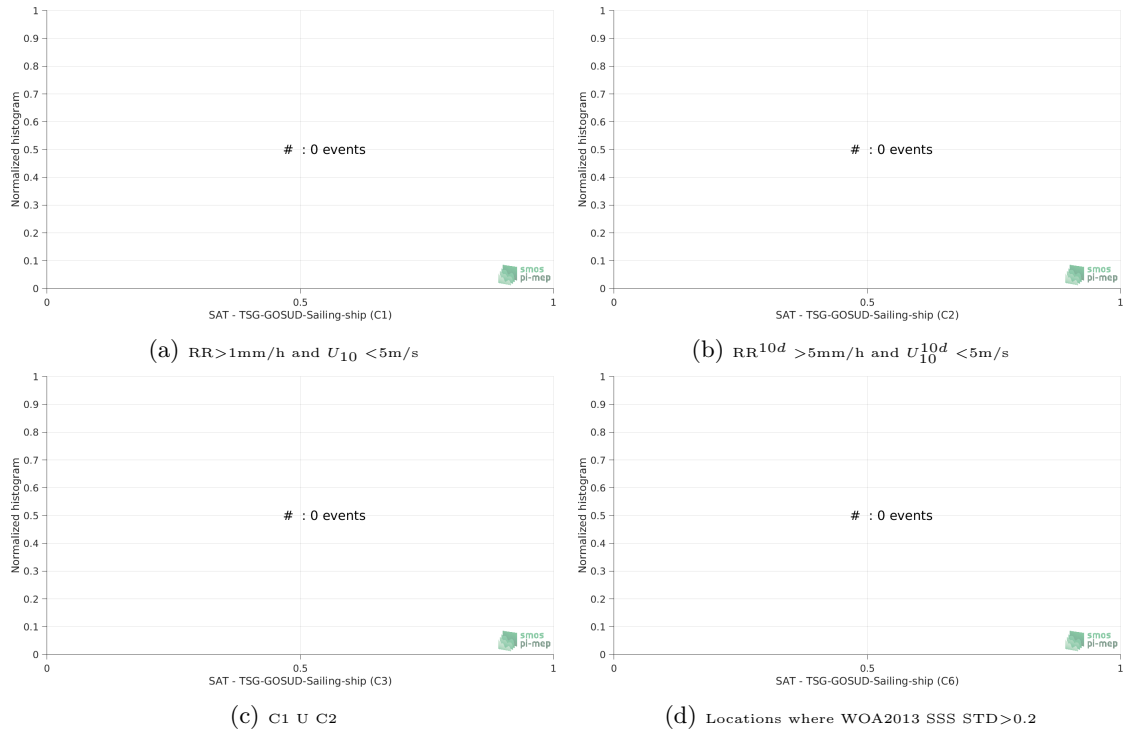 1
0.9
0.8
0.7
0.6
0.5
0.4
0.3
0.2
0.1
0
Normalized histogram
# : 0 events
smos
pi-mep
0 0.5 1
SAT - TSG-GOSUD-Sailing-ship (C1)
(a) RR>1mm/h and U10 <5m/s
1
0.9
0.8
0.7
0.6
0.5
0.4
0.3
0.2
0.1
0
Normalized histogram
# : 0 events
smos
pi-mep
0 0.5 1
SAT - TSG-GOSUD-Sailing-ship (C2)
(b) RR10d >5mm/h and U10d10 <5m/s
1
0.9
0.8
0.7
0.6
0.5
0.4
0.3
0.2
0.1
0
Normalized histogram
# : 0 events
smos
pi-mep
0 0.5 1
SAT - TSG-GOSUD-Sailing-ship (C3)
(c) C1 U C2
1
0.9
0.8
0.7
0.6
0.5
0.4
0.3
0.2
0.1
0
Normalized histogram
# : 0 events
smos
pi-mep
0 0.5 1
SAT - TSG-GOSUD-Sailing-ship (C6)
(d) Locations where WOA2013 SSS STD>0.2